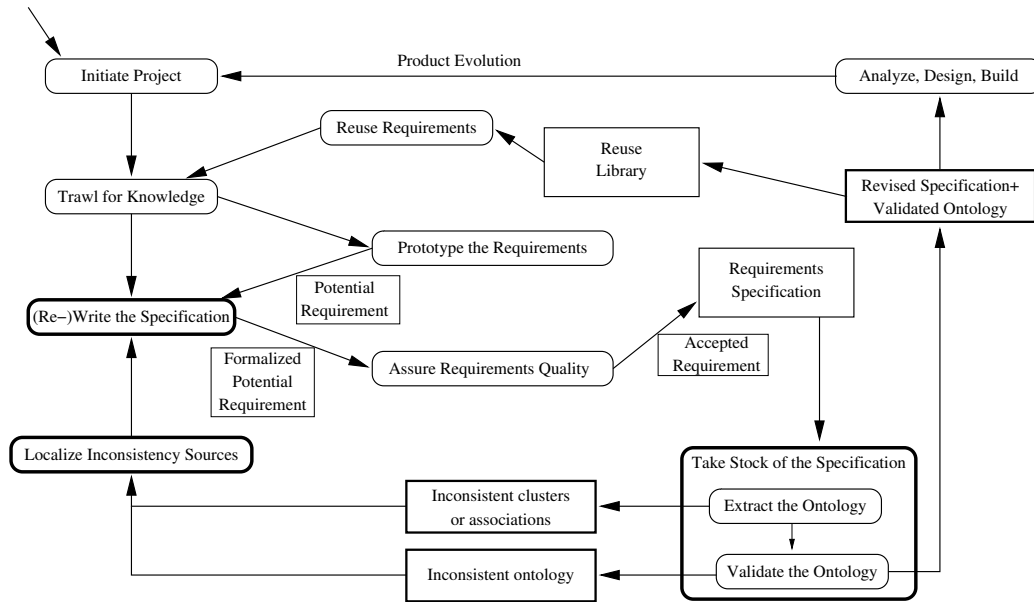 Product Evolution
Initiate Project
Analyze, Design, Build
Reuse Requirements
Reuse
Library
Trawl for Knowledge
Revised Specification+
Validated Ontology
Prototype the Requirements
Requirements
Specification
Potential
Requirement
(Re−)Write the Specification
Formalized
Potential
Requirement
Assure Requirements Quality
Accepted
Requirement
Localize Inconsistency Sources
Take Stock of the Specification
Inconsistent clusters
or associations
Extract the Ontology
Inconsistent ontology
Validate the Ontology